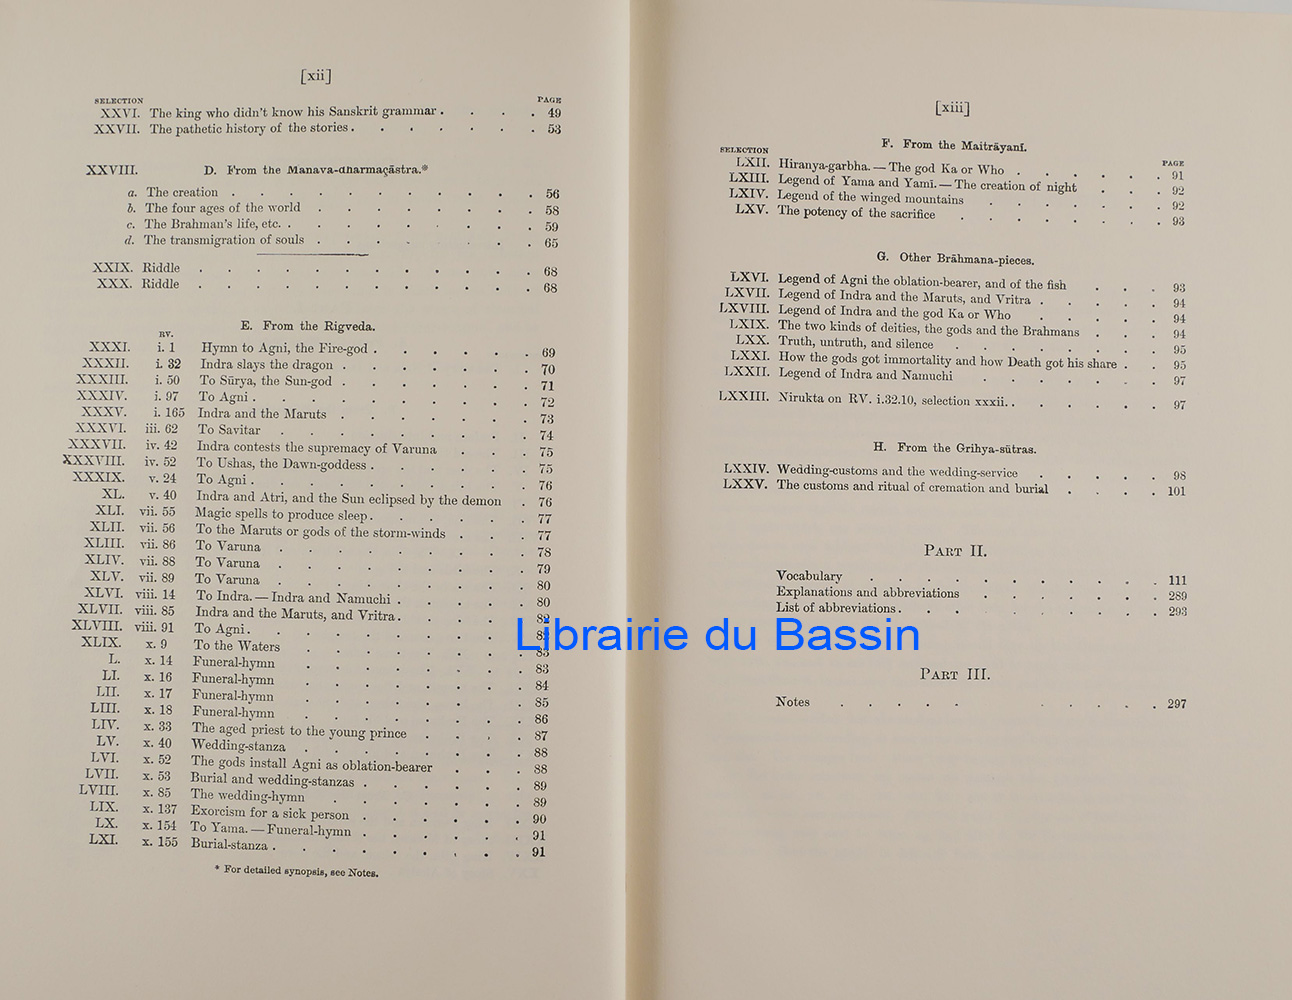 [xii]
SELECTION PAGE
XXVI. The king who didn't know his Sanskrit grammar . . . . 49
XXVII. The pathetic history of the stories . . . . . . . 53
XXVIII. D. From the Manava-dharmaçāstra.*
a. The creation . . . . . . . . . . . 56
b. The four ages of the world . . . . . . . . 58
c. The Brahman's life, etc. . . . . . . . . . 59
d. The transmigration of souls . . . . . . . . 65
XXIX. Riddle . . . . . . . . . . . . 68
XXX. Riddle . . . . . . . . . . . . 68
E. From the Rigveda.
RV.
XXXI. i. 1 Hymn to Agni, the Fire-god . . . . . . 69
XXXII. i. 32 Indra slays the dragon . . . . . . . 70
XXXIII. i. 50 To Sūrya, the Sun-god . . . . . . . 71
XXXIV. i. 97 To Agni . . . . . . . . . . 72
XXXV. i. 165 Indra and the Maruts . . . . . . . 73
XXXVI. iii. 62 To Savitar . . . . . . . . . 74
XXXVII. iv. 42 Indra contests the supremacy of Varuna . . . 75
XXXVIII. iv. 52 To Ushas, the Dawn-goddess . . . . . . 75
XXXIX. v. 24 To Agni . . . . . . . . . . 76
XL. v. 40 Indra and Atri, and the Sun eclipsed by the demon . 76
XLI. vii. 55 Magic spells to produce sleep . . . . . . 77
XLII. vii. 56 To the Maruts or gods of the storm-winds . . . 77
XLIII. vii. 86 To Varuna . . . . . . . . . 78
XLIV. vii. 88 To Varuna . . . . . . . . . 79
XLV. vii. 89 To Varuna . . . . . . . . . 80
XLVI. viii. 14 To Indra. — Indra and Namuchi . . . . . 80
XLVII. viii. 85 Indra and the Maruts, and Vritra . . . . . 82
XLVIII. viii. 91 To Agni . . . . . . . . . .
XLIX. x. 9 To the Waters . . . . . . . . 83
L. x. 14 Funeral-hymn . . . . . . . . 83
LI. x. 16 Funeral-hymn . . . . . . . . 84
LII. x. 17 Funeral-hymn . . . . . . . . 85
LIII. x. 18 Funeral-hymn . . . . . . . . 86
LIV. x. 33 The aged priest to the young prince . . . . 87
LV. x. 40 Wedding-stanza . . . . . . . . 88
LVI. x. 52 The gods install Agni as oblation-bearer . . . 88
LVII. x. 53 Burial and wedding-stanzas . . . . . . 89
LVIII. x. 85 The wedding-hymn . . . . . . . 89
LIX. x. 137 Exorcism for a sick person . . . . . . 90
LX. x. 154 To Yama. — Funeral-hymn . . . . . . 91
LXI. x. 155 Burial-stanza . . . . . . . . . 91
* For detailed synopsis, see Notes.
[xiii]
F. From the Maitrāyanī.
SELECTION PAGE
LXII. Hiranya-garbha. — The god Ka or Who . . . . . . 91
LXIII. Legend of Yama and Yamī. — The creation of night . . . 92
LXIV. Legend of the winged mountains . . . . . . . 92
LXV. The potency of the sacrifice . . . . . . . . 93
G. Other Brāhmana-pieces.
LXVI. Legend of Agni the oblation-bearer, and of the fish . . . 93
LXVII. Legend of Indra and the Maruts, and Vritra . . . . . 94
LXVIII. Legend of Indra and the god Ka or Who . . . . . 94
LXIX. The two kinds of deities, the gods and the Brahmans . . . 94
LXX. Truth, untruth, and silence . . . . . . . . 95
LXXI. How the gods got immortality and how Death got his share . . 95
LXXII. Legend of Indra and Namuchi . . . . . . . 97
LXXIII. Nirukta on RV. i.32.10, selection xxxii. . . . . . . 97
H. From the Grihya-sūtras.
LXXIV. Wedding-customs and the wedding-service . . . . . 98
LXXV. The customs and ritual of cremation and burial . . . . 101
PART II.
Vocabulary . . . . . . . . . . . 111
Explanations and abbreviations . . . . . . . 289
List of abbreviations . . . . . . . . . 293
Librairie du Bassin
PART III.
Notes . . . . . . . . . . 297